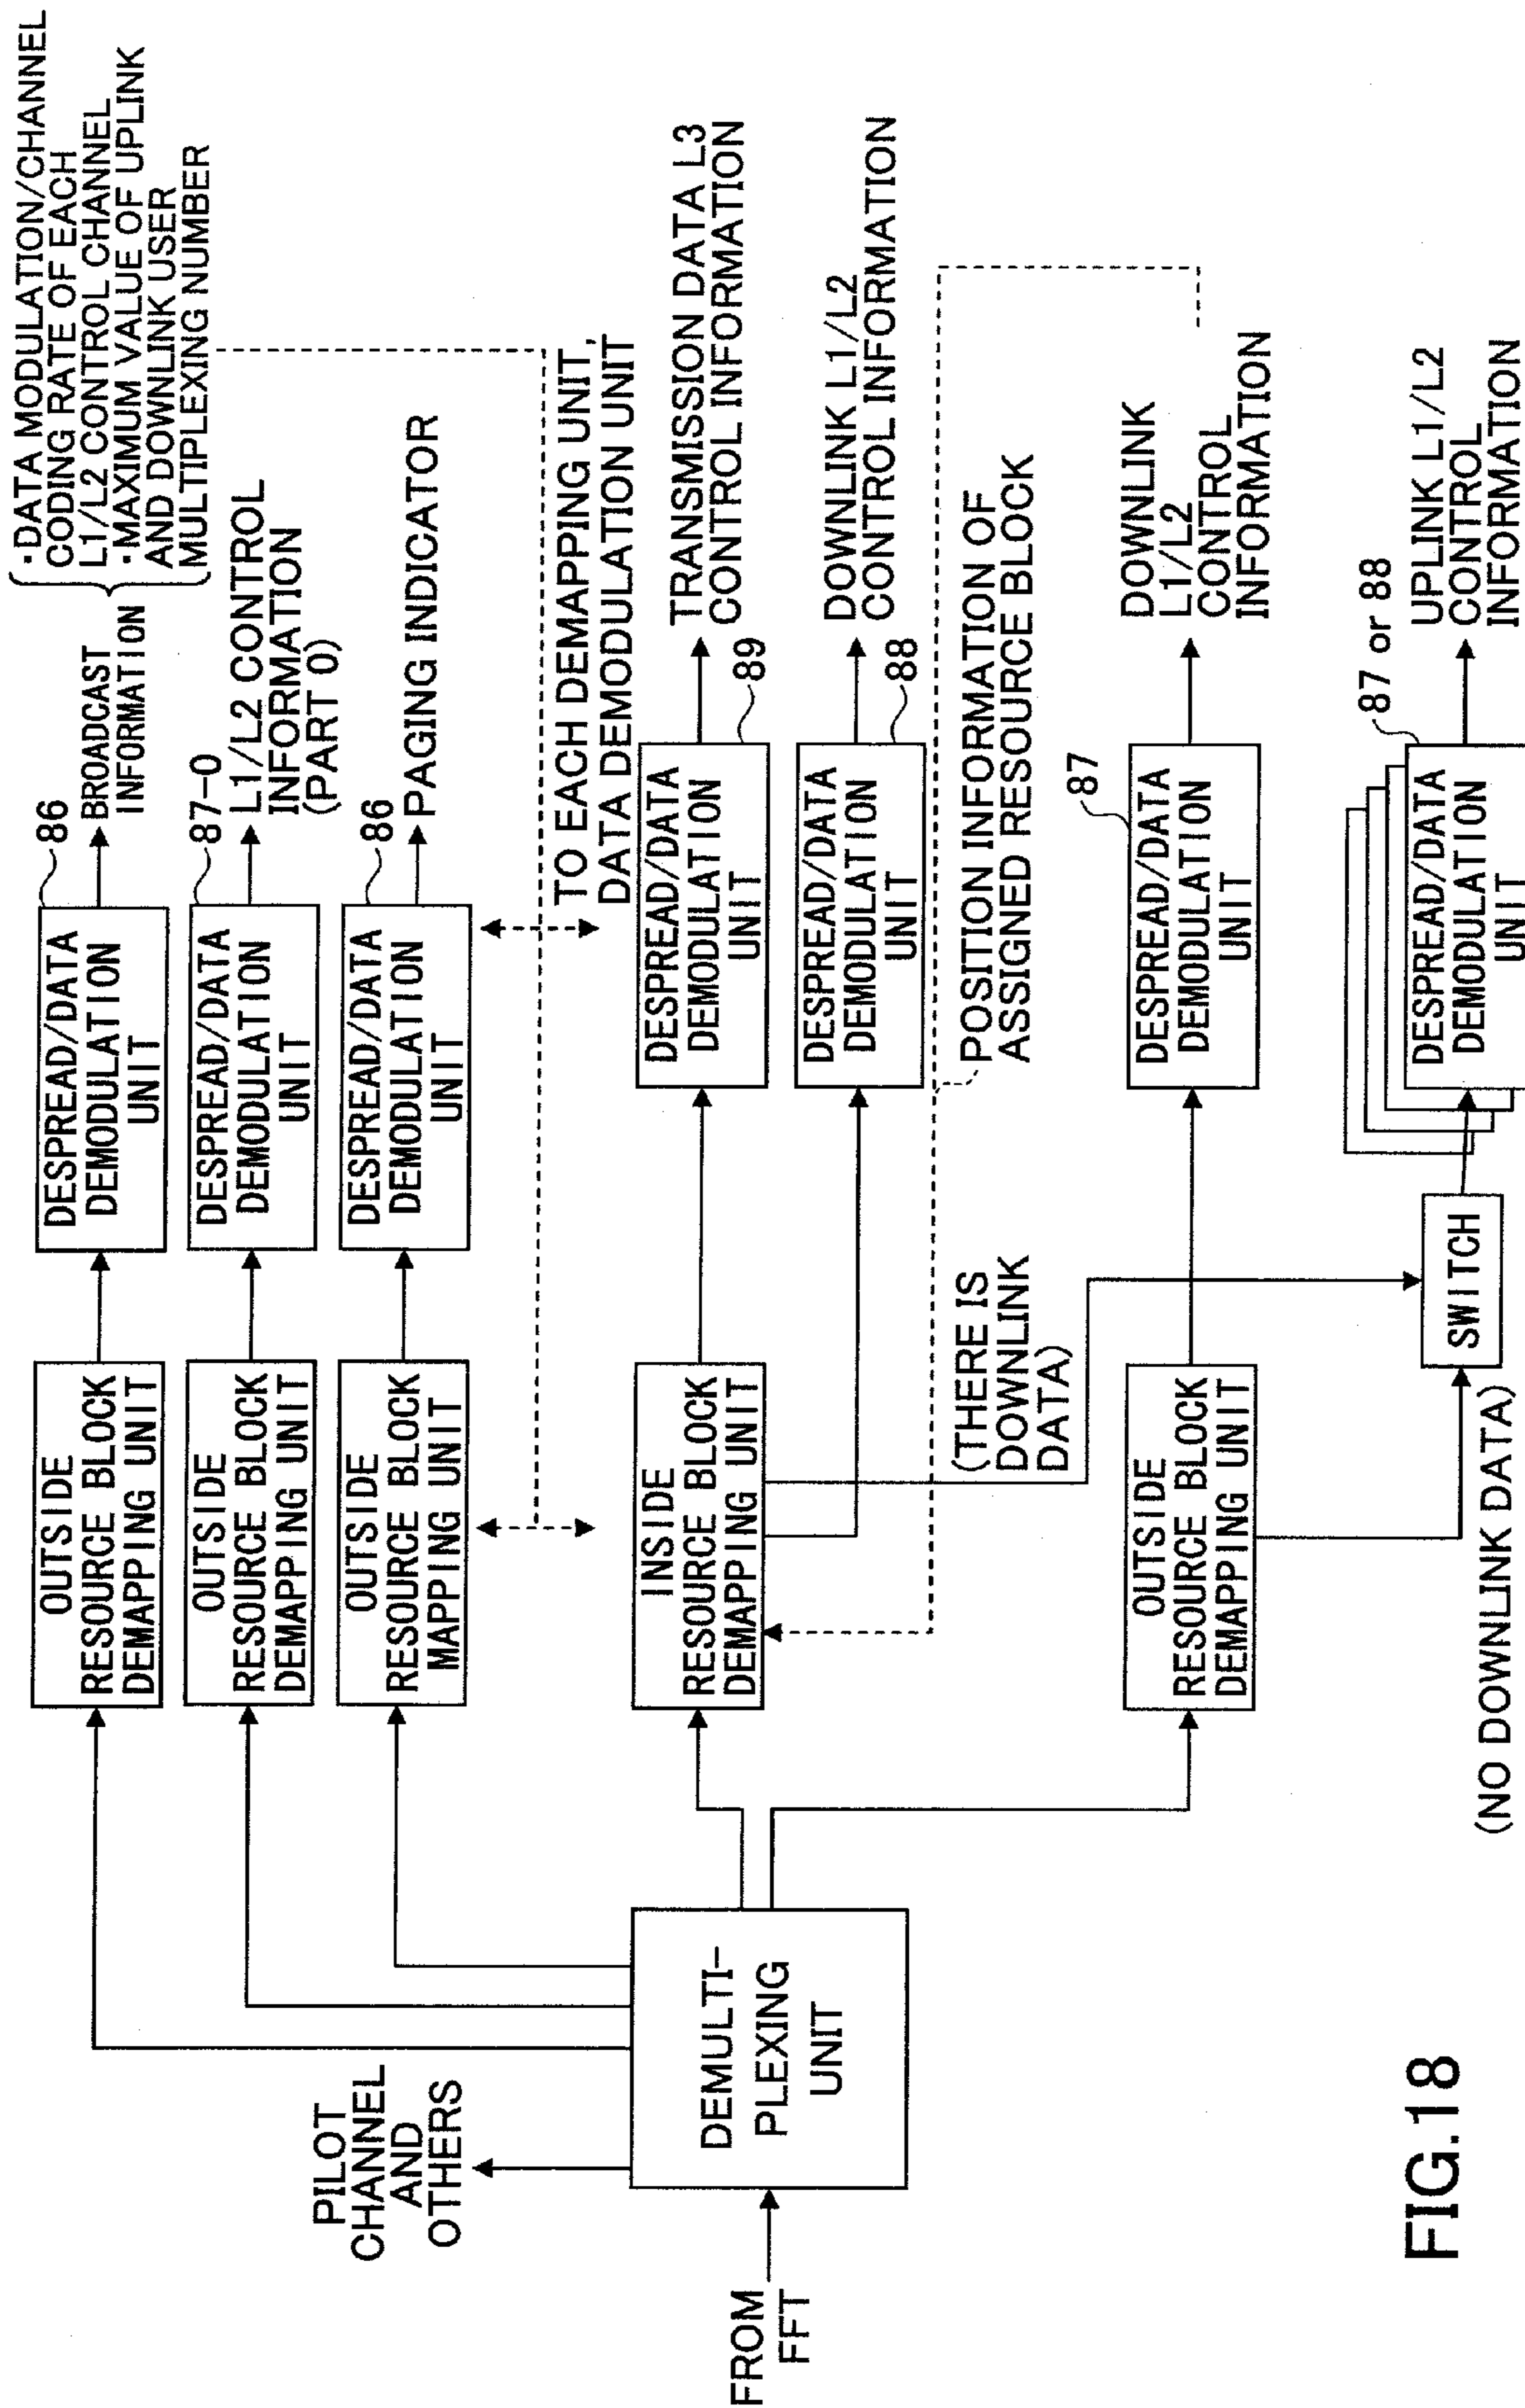 FROM
FFT
PILOT
CHANNEL
AND
OTHERS
DEMULTI-
PLEXING
UNIT
OUTSIDE
RESOURCE BLOCK
DEMAPPING UNIT
DESPREAD/DATA
DEMODULATION
UNIT
86
BROADCAST
INFORMATION
·DATA MODULATION/CHANNEL
CODING RATE OF EACH
L1/L2 CONTROL CHANNEL
·MAXIMUM VALUE OF UPLINK
AND DOWNLINK USER
MULTIPLEXING NUMBER
OUTSIDE
RESOURCE BLOCK
DEMAPPING UNIT
DESPREAD/DATA
DEMODULATION
UNIT
87-0
L1/L2 CONTROL
INFORMATION
(PART 0)
OUTSIDE
RESOURCE BLOCK
MAPPING UNIT
DESPREAD/DATA
DEMODULATION
UNIT
86
PAGING INDICATOR
TO EACH DEMAPPING UNIT,
DATA DEMODULATION UNIT
INSIDE
RESOURCE BLOCK
DEMAPPING UNIT
DESPREAD/DATA
DEMODULATION
UNIT
89
TRANSMISSION DATA L3
CONTROL INFORMATION
DESPREAD/DATA
DEMODULATION
UNIT
88
DOWNLINK L1/L2
CONTROL INFORMATION
(THERE IS
DOWNLINK
DATA)
POSITION INFORMATION OF
ASSIGNED RESOURCE BLOCK
OUTSIDE
RESOURCE BLOCK
DEMAPPING UNIT
DESPREAD/DATA
DEMODULATION
UNIT
87
DOWNLINK
L1/L2
CONTROL
INFORMATION
SWITCH
(NO DOWNLINK DATA)
DESPREAD/DATA
DEMODULATION
UNIT
87 or 88
UPLINK L1/L2
CONTROL
INFORMATION
FIG.18